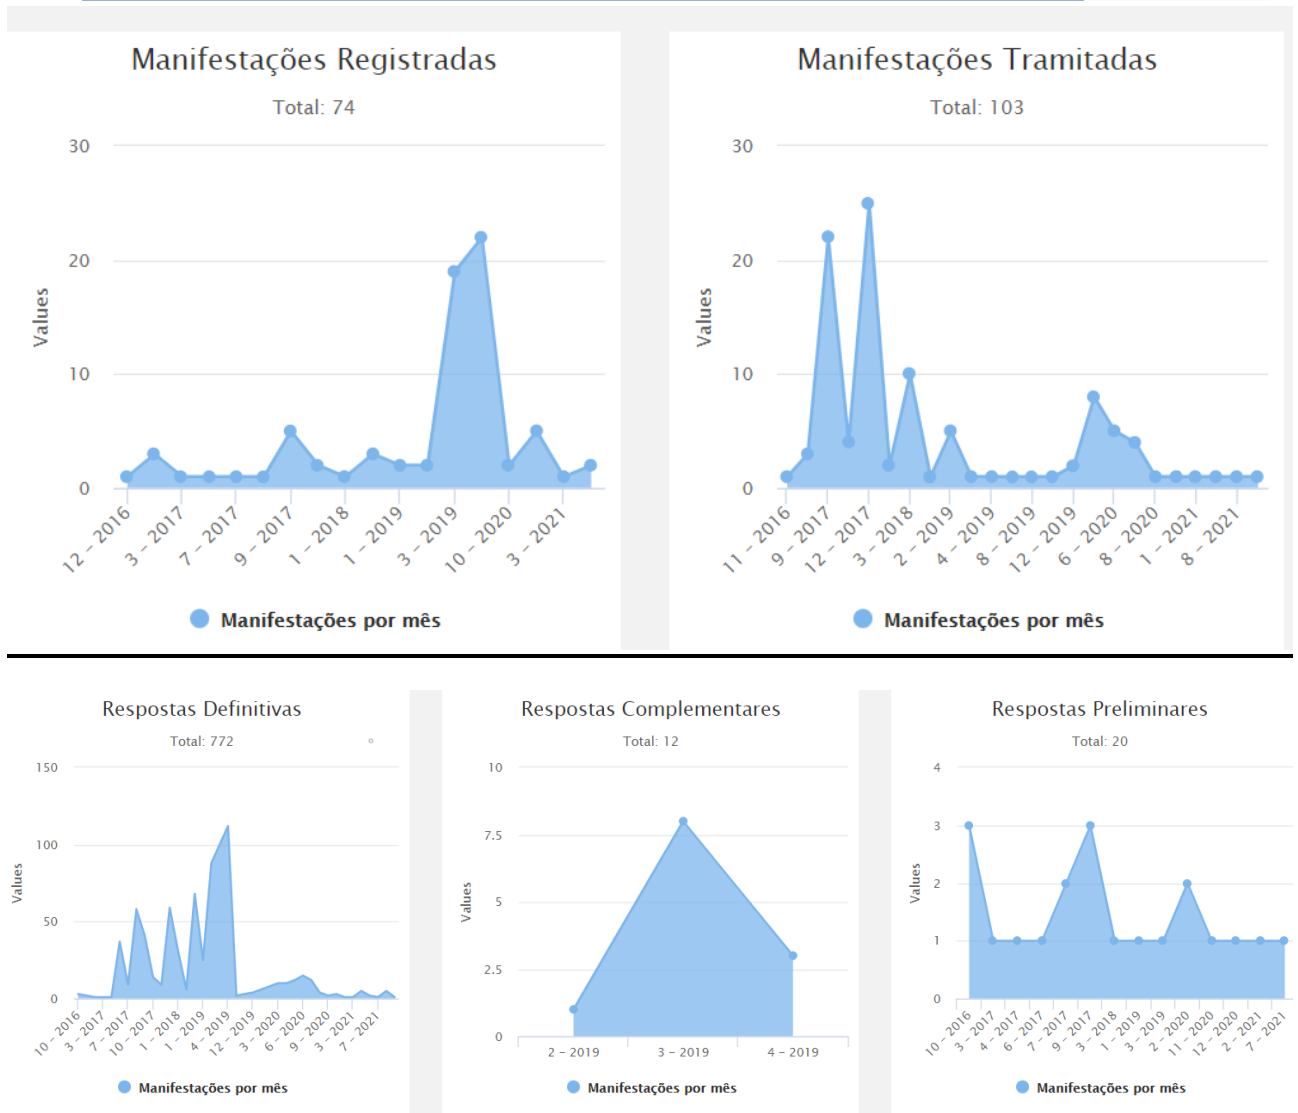 Manifestações Registradas
Total: 74
30
20
10
0
Values
12 - 2016
3 - 2017
7 - 2017
9 - 2017
1 - 2018
1 - 2019
3 - 2019
10 - 2020
3 - 2021
Manifestações por mês
Manifestações Tramitadas
Total: 103
30
20
10
0
Values
11 - 2016
9 - 2017
12 - 2017
3 - 2018
2 - 2019
4 - 2019
8 - 2019
12 - 2019
6 - 2020
8 - 2020
1 - 2021
8 - 2021
Manifestações por mês
Respostas Definitivas
Total: 772
150
100
50
0
Values
10 - 2016
3 - 2017
7 - 2017
10 - 2017
1 - 2018
1 - 2019
4 - 2019
12 - 2019
3 - 2020
6 - 2020
9 - 2020
3 - 2021
7 - 2021
Manifestações por mês
Respostas Complementares
Total: 12
10
7.5
5
2.5
0
Values
2 - 2019
3 - 2019
4 - 2019
Manifestações por mês
Respostas Preliminares
Total: 20
4
3
2
1
0
Values
10 - 2016
3 - 2017
4 - 2017
6 - 2017
7 - 2017
9 - 2017
3 - 2018
1 - 2019
3 - 2019
2 - 2020
11 - 2020
12 - 2020
2 - 2021
7 - 2021
Manifestações por mês